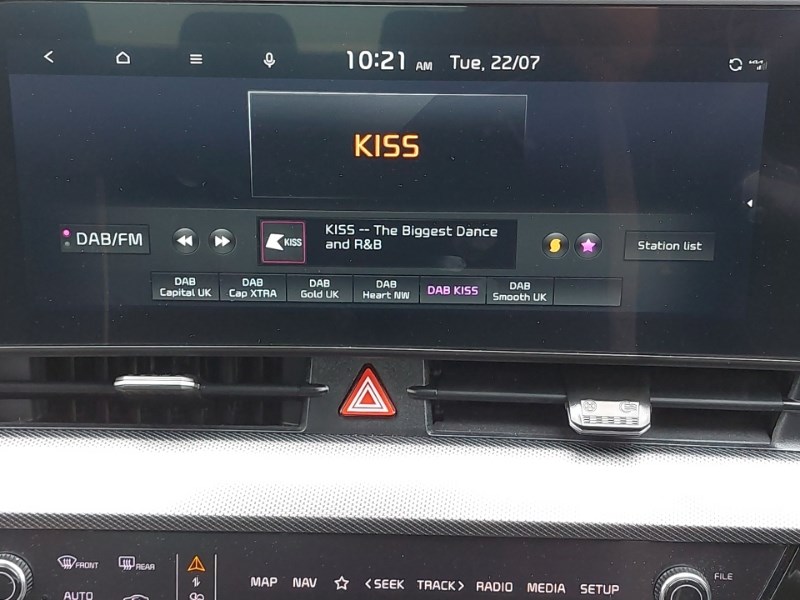 10:21 AM Tue, 22/07
KISS
DAB/FM
KISS
KISS -- The Biggest Dance
and R&B
Station list
DAB
Capital UK
DAB
Cap XTRA
DAB
Gold UK
DAB
Heart NW
DAB KISS
DAB
Smooth UK
FRONT
REAR
AUTO
MAP
NAV
<SEEK
TRACK>
RADIO
MEDIA
SETUP
FILE